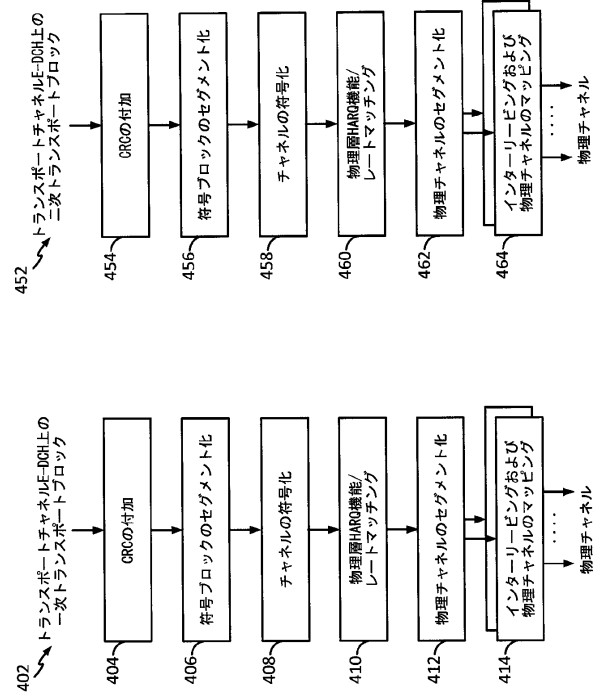 402
トランスポートチャネルE-DCH上の
一次トランスポートブロック
404
CRCの付加
406
符号ブロックのセグメント化
408
チャネルの符号化
410
物理層HARQ機能/
レートマッチング
412
物理チャネルのセグメント化
414
インターリービングおよび
物理チャネルのマッピング
....
物理チャネル
452
トランスポートチャネルE-DCH上の
二次トランスポートブロック
454
CRCの付加
456
符号ブロックのセグメント化
458
チャネルの符号化
460
物理層HARQ機能/
レートマッチング
462
物理チャネルのセグメント化
464
インターリービングおよび
物理チャネルのマッピング
....
物理チャネル